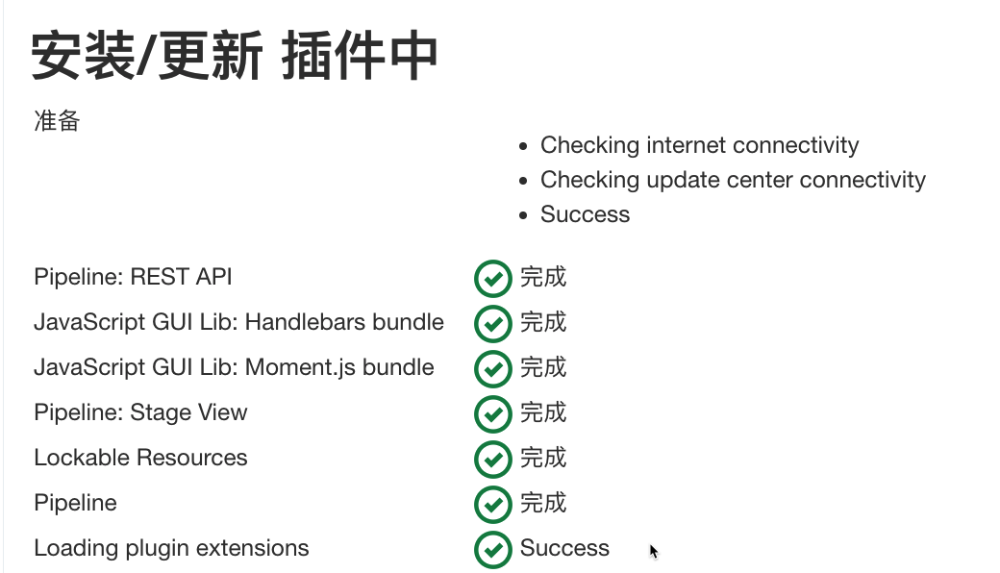 安装/更新 插件中
准备
Checking internet connectivity
Checking update center connectivity
Success
Pipeline: REST API 完成
JavaScript GUI Lib: Handlebars bundle 完成
JavaScript GUI Lib: Moment.js bundle 完成
Pipeline: Stage View 完成
Lockable Resources 完成
Pipeline 完成
Loading plugin extensions Success